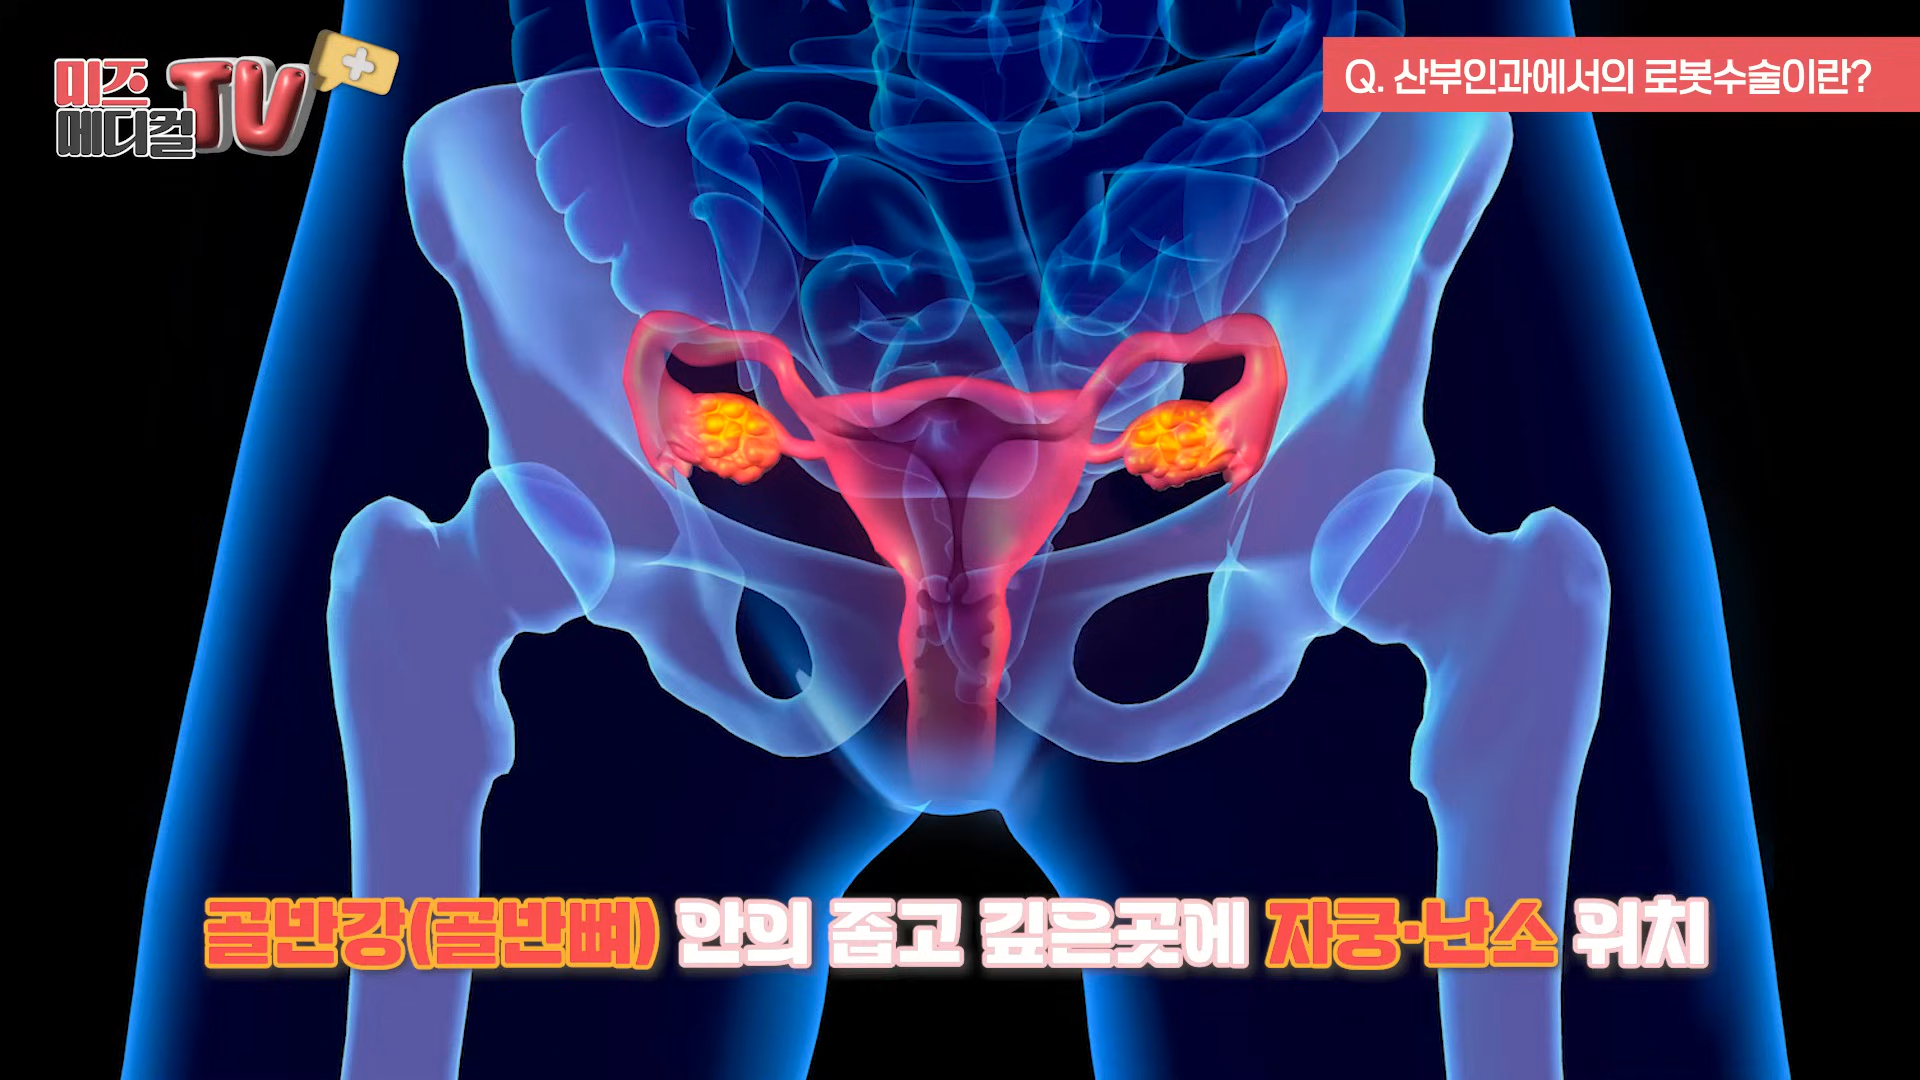 미즈
메디컬
TV
Q. 산부인과에서의 로봇수술이란?
골반강(골반뼈) 안의 좁고 깊은곳에 자궁·난소 위치